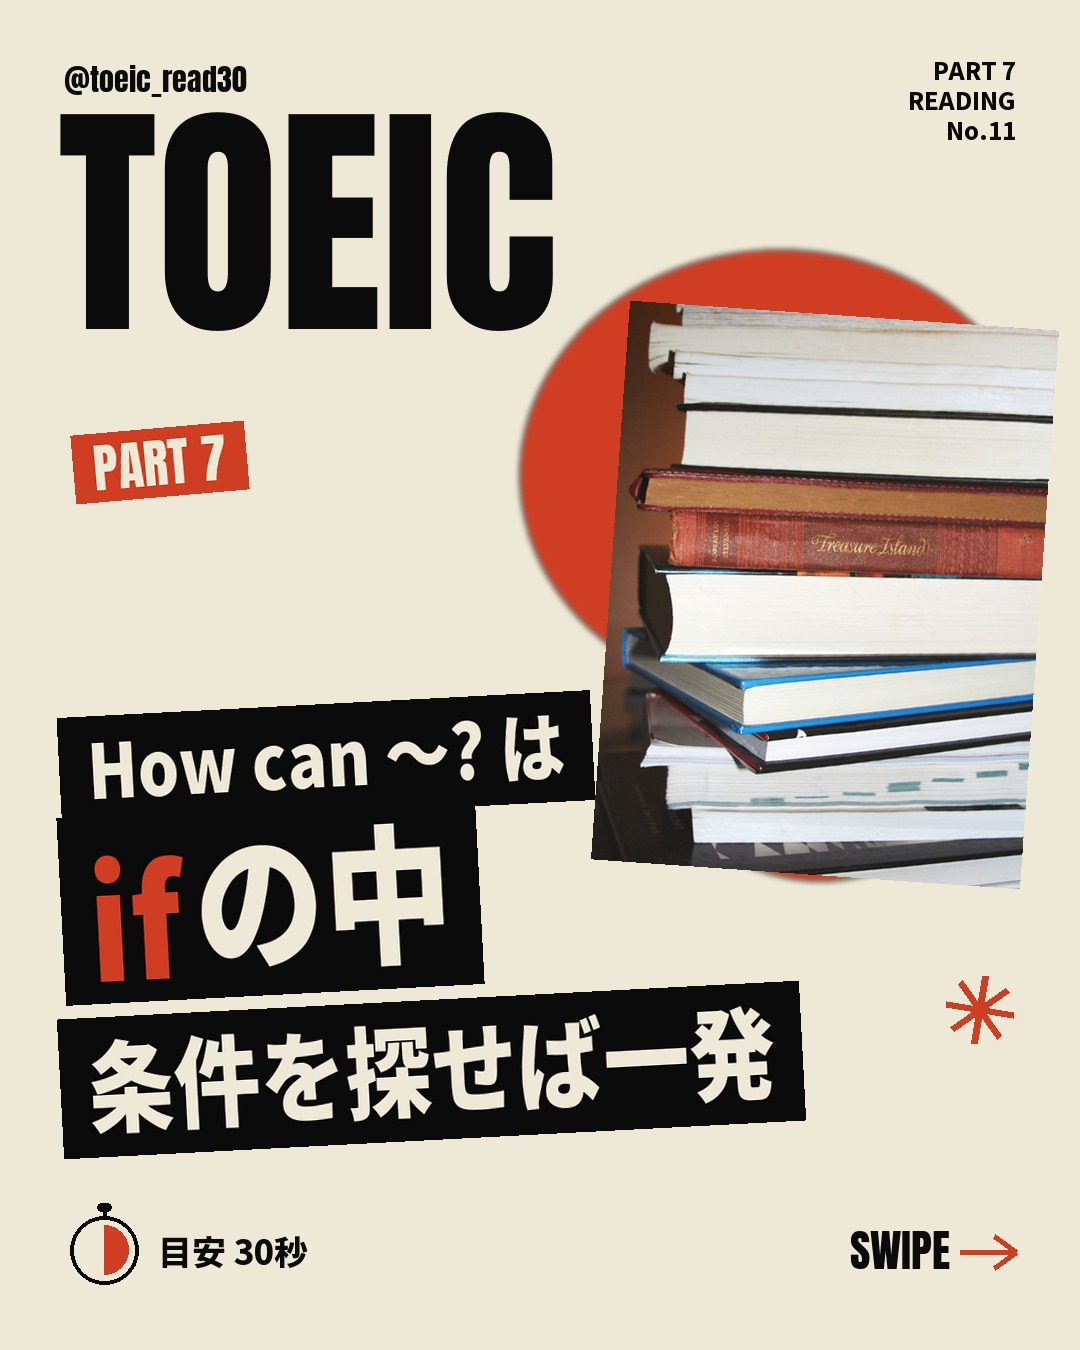 @toeic_read30
PART 7
READING
No.11
TOEIC
PART 7
Treasure Island
How can ～? は
ifの中
条件を探せば一発
目安 30秒
SWIPE